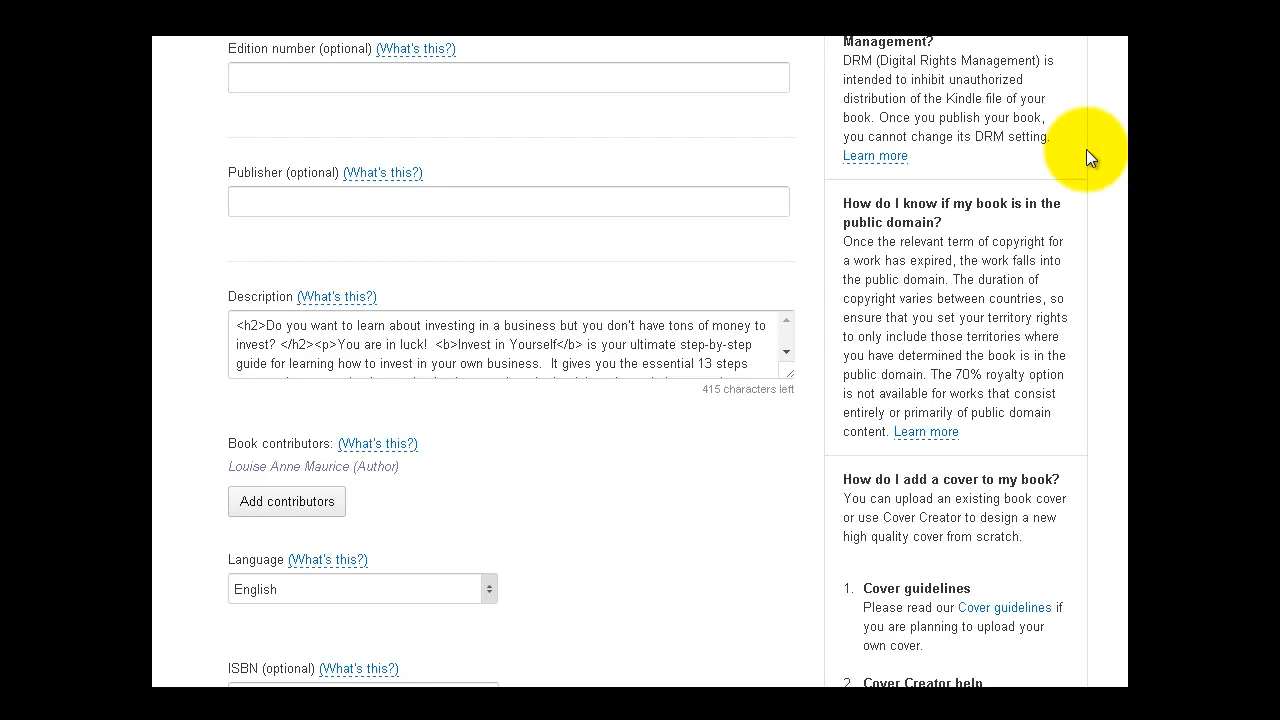 Edition number (optional) (What's this?)
Publisher (optional) (What's this?)
Description (What's this?)
<h2>Do you want to learn about investing in a business but you don't have tons of money to
invest? </h2><p>You are in luck!  <b>Invest in Yourself</b> is your ultimate step-by-step
guide for learning how to invest in your own business.  It gives you the essential 13 steps
415 characters left
Book contributors: (What's this?)
Louise Anne Maurice (Author)
Add contributors
Language (What's this?)
English
ISBN (optional) (What's this?)
Management?
DRM (Digital Rights Management) is
intended to inhibit unauthorized
distribution of the Kindle file of your
book. Once you publish your book,
you cannot change its DRM setting.
Learn more
How do I know if my book is in the
public domain?
Once the relevant term of copyright for
a work has expired, the work falls into
the public domain. The duration of
copyright varies between countries, so
ensure that you set your territory rights
to only include those territories where
you have determined the book is in the
public domain. The 70% royalty option
is not available for works that consist
entirely or primarily of public domain
content. Learn more
How do I add a cover to my book?
You can upload an existing book cover
or use Cover Creator to design a new
high quality cover from scratch.
1. Cover guidelines
Please read our Cover guidelines if
you are planning to upload your
own cover.
2. Cover Creator help